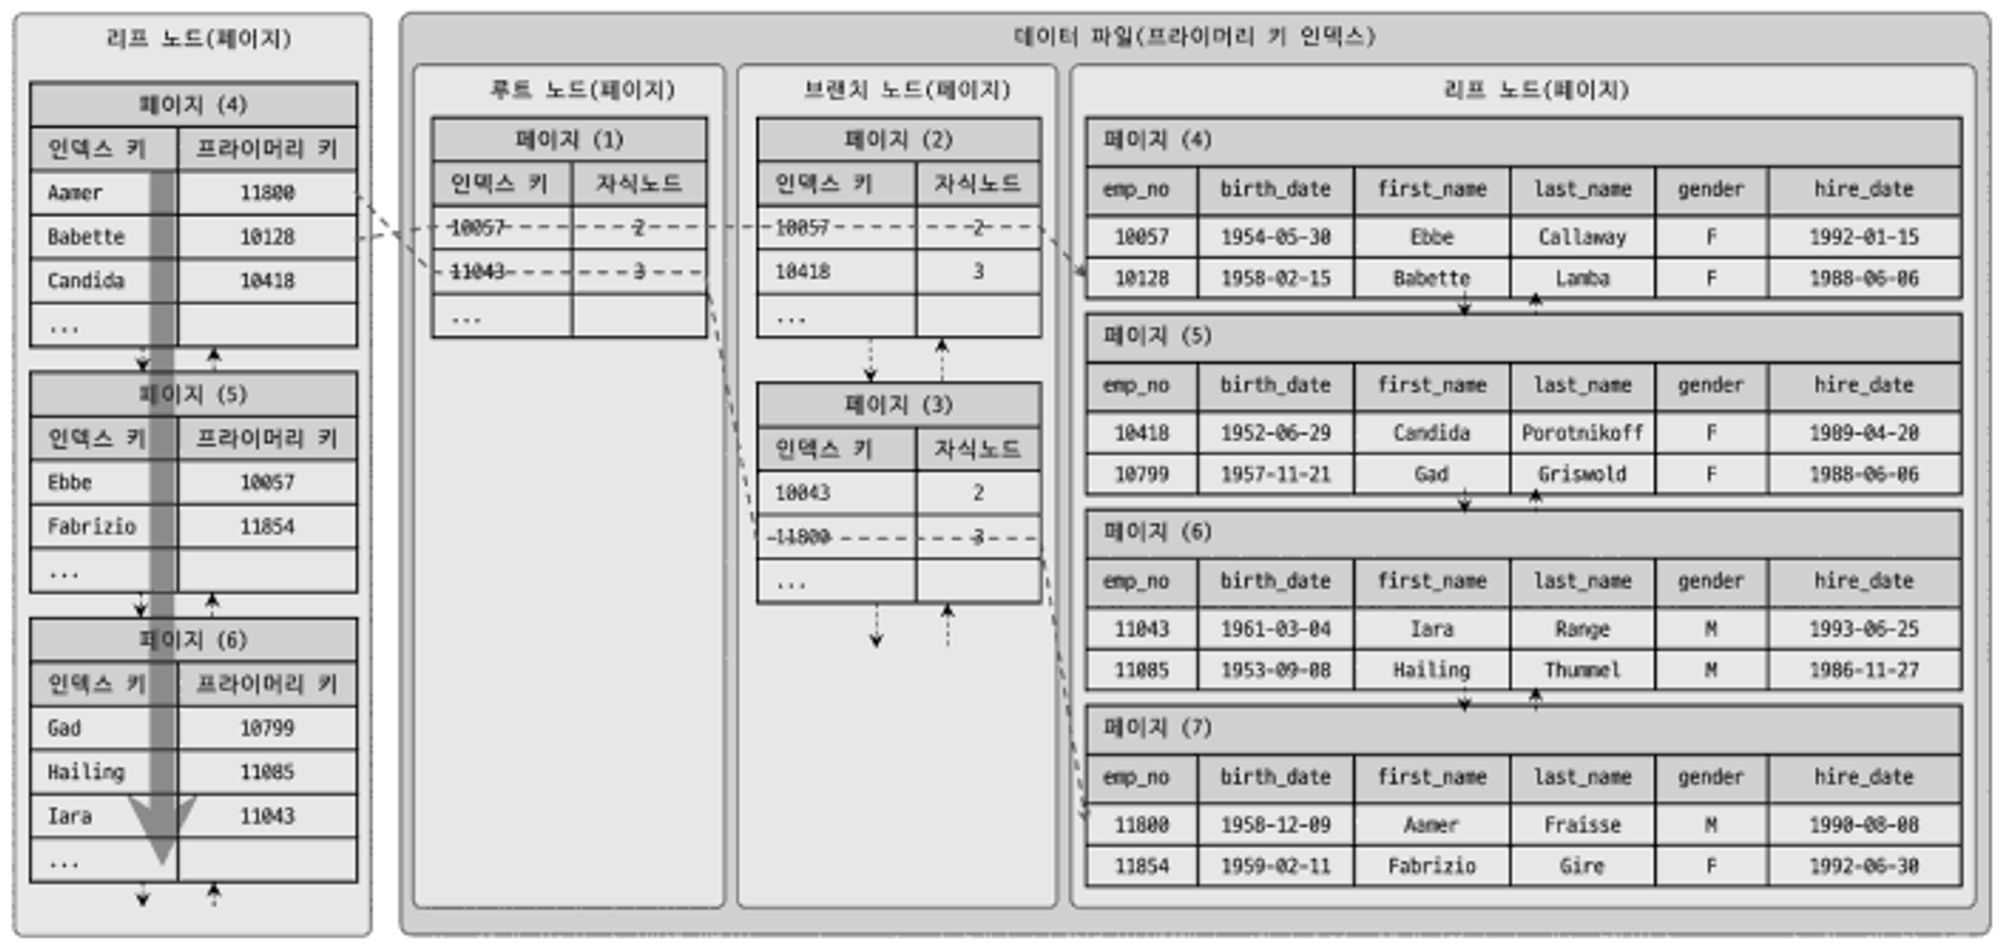 리프 노드(페이지)
페이지 (4)
인덱스 키 프라이머리 키
Aamer 11800
Babette 10128
Candida 10418
...
페이지 (5)
인덱스 키 프라이머리 키
Ebbe 10057
Fabrizio 11854
...
페이지 (6)
인덱스 키 프라이머리 키
Gad 10799
Hailing 11085
Iara 11043
...
데이터 파일(프라이머리 키 인덱스)
루트 노드(페이지)
페이지 (1)
인덱스 키 자식노드
10057 2
11043 3
...
브랜치 노드(페이지)
페이지 (2)
인덱스 키 자식노드
10057 2
10418 3
...
페이지 (3)
인덱스 키 자식노드
10043 2
11800 3
...
리프 노드(페이지)
페이지 (4)
emp_no birth_date first_name last_name gender hire_date
10057 1954-05-30 Ebbe Callaway F 1992-01-15
10128 1958-02-15 Babette Lamba F 1988-06-06
페이지 (5)
emp_no birth_date first_name last_name gender hire_date
10418 1952-06-29 Candida Porotnikoff F 1989-04-20
10799 1957-11-21 Gad Griswold F 1988-06-06
페이지 (6)
emp_no birth_date first_name last_name gender hire_date
11043 1961-03-04 Iara Range M 1993-06-25
11085 1953-09-08 Hailing Thummel M 1986-11-27
페이지 (7)
emp_no birth_date first_name last_name gender hire_date
11800 1958-12-09 Aamer Fraisse M 1990-08-08
11854 1959-02-11 Fabrizio Gire F 1992-06-30